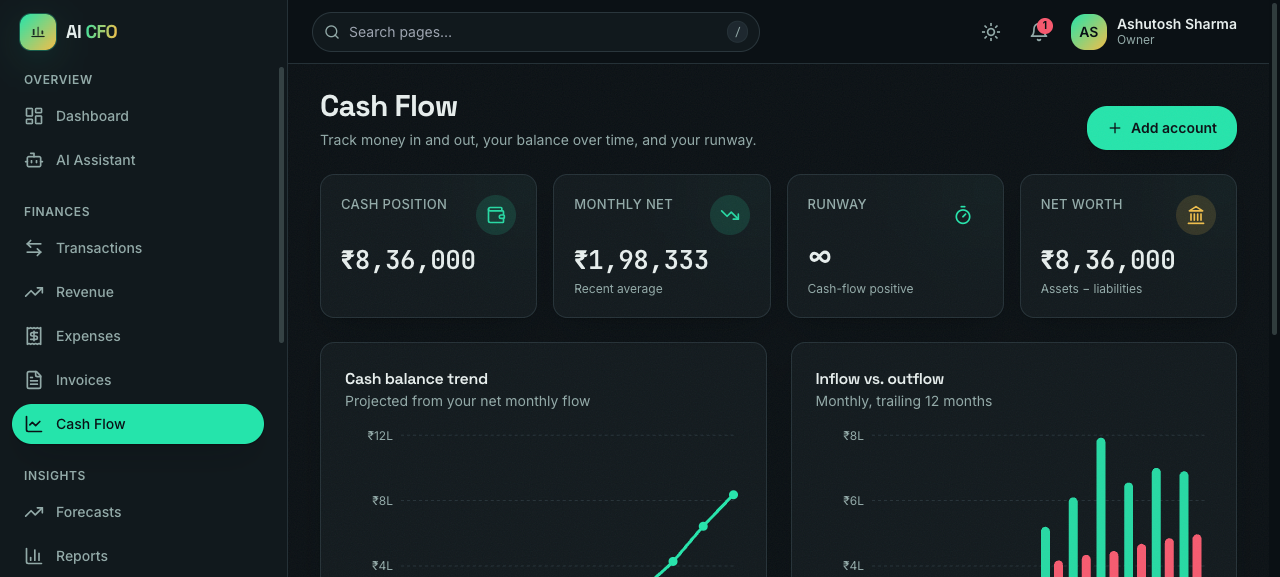 AI CFO
OVERVIEW
Dashboard
AI Assistant
FINANCES
Transactions
Revenue
Expenses
Invoices
Cash Flow
INSIGHTS
Forecasts
Reports
Search pages...
/
1
AS
Ashutosh Sharma
Owner
Cash Flow
Track money in and out, your balance over time, and your runway.
Add account
CASH POSITION
₹8,36,000
MONTHLY NET
₹1,98,333
Recent average
RUNWAY
∞
Cash-flow positive
NET WORTH
₹8,36,000
Assets − liabilities
Cash balance trend
Projected from your net monthly flow
₹12L
₹8L
₹4L
Inflow vs. outflow
Monthly, trailing 12 months
₹8L
₹6L
₹4L